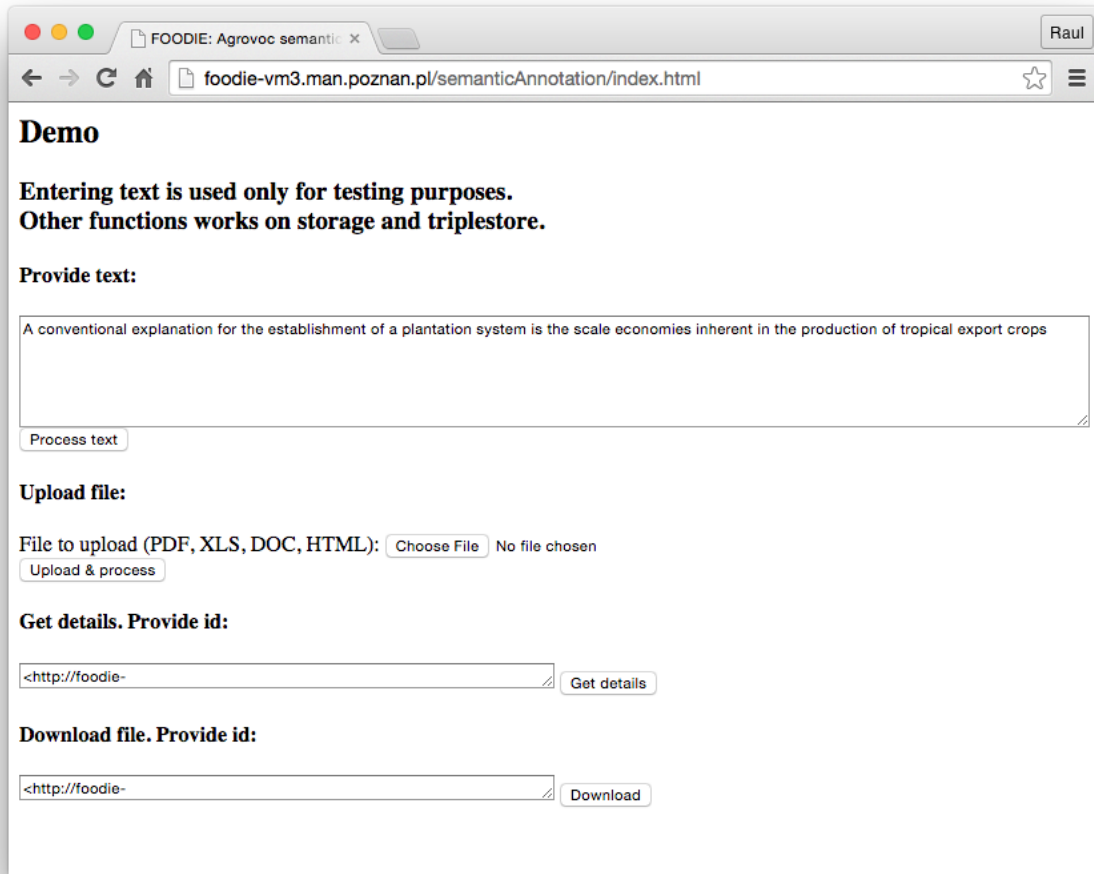 FOODIE: Agrovoc semantic
Raul
foodie-vm3.man.poznan.pl/semanticAnnotation/index.html
Demo
Entering text is used only for testing purposes.
Other functions works on storage and triplestore.
Provide text:
A conventional explanation for the establishment of a plantation system is the scale economies inherent in the production of tropical export crops
Process text
Upload file:
File to upload (PDF, XLS, DOC, HTML): Choose File No file chosen
Upload & process
Get details. Provide id:
<http://foodie- Get details
Download file. Provide id:
<http://foodie- Download